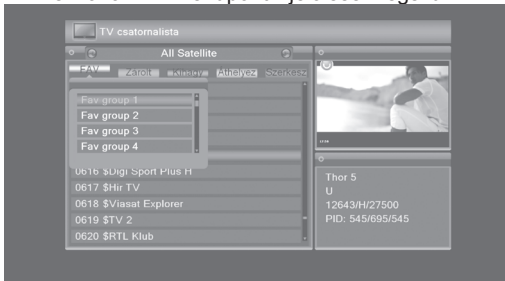 TV csatornalista
All Satellite
FAV Zárolt Kihagy Áthelyez Szerkesz
Fav group 1
Fav group 2
Fav group 3
Fav group 4
0616 $Digi Sport Plus H
0617 $Hir TV
0618 $Viasat Explorer
0619 $TV 2
0620 $RTL Klub
Thor 5
U
12643/H/27500
PID: 545/695/545